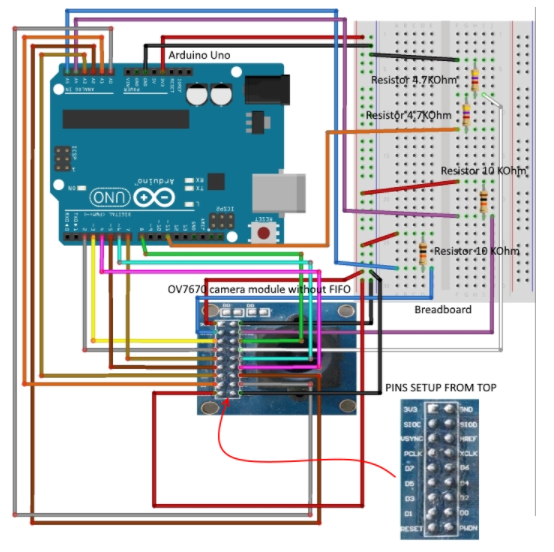 Arduino Uno
ANALOG IN
POWER
Resistor 4.7KOhm
Resistor 4.7KOhm
ICSP
RX
TX
Arduino
ON
UNO
L
ICSP2
RESET
Resistor 10 KOhm
Resistor 10 KOhm
OV7670 camera module without FIFO
Breadboard
PINS SETUP FROM TOP
3V3 GND
SIOC SIOD
VSYNC HREF
PCLK XCLK
D7 D6
D5 D4
D3 D2
D1 D0
RESET PWDN